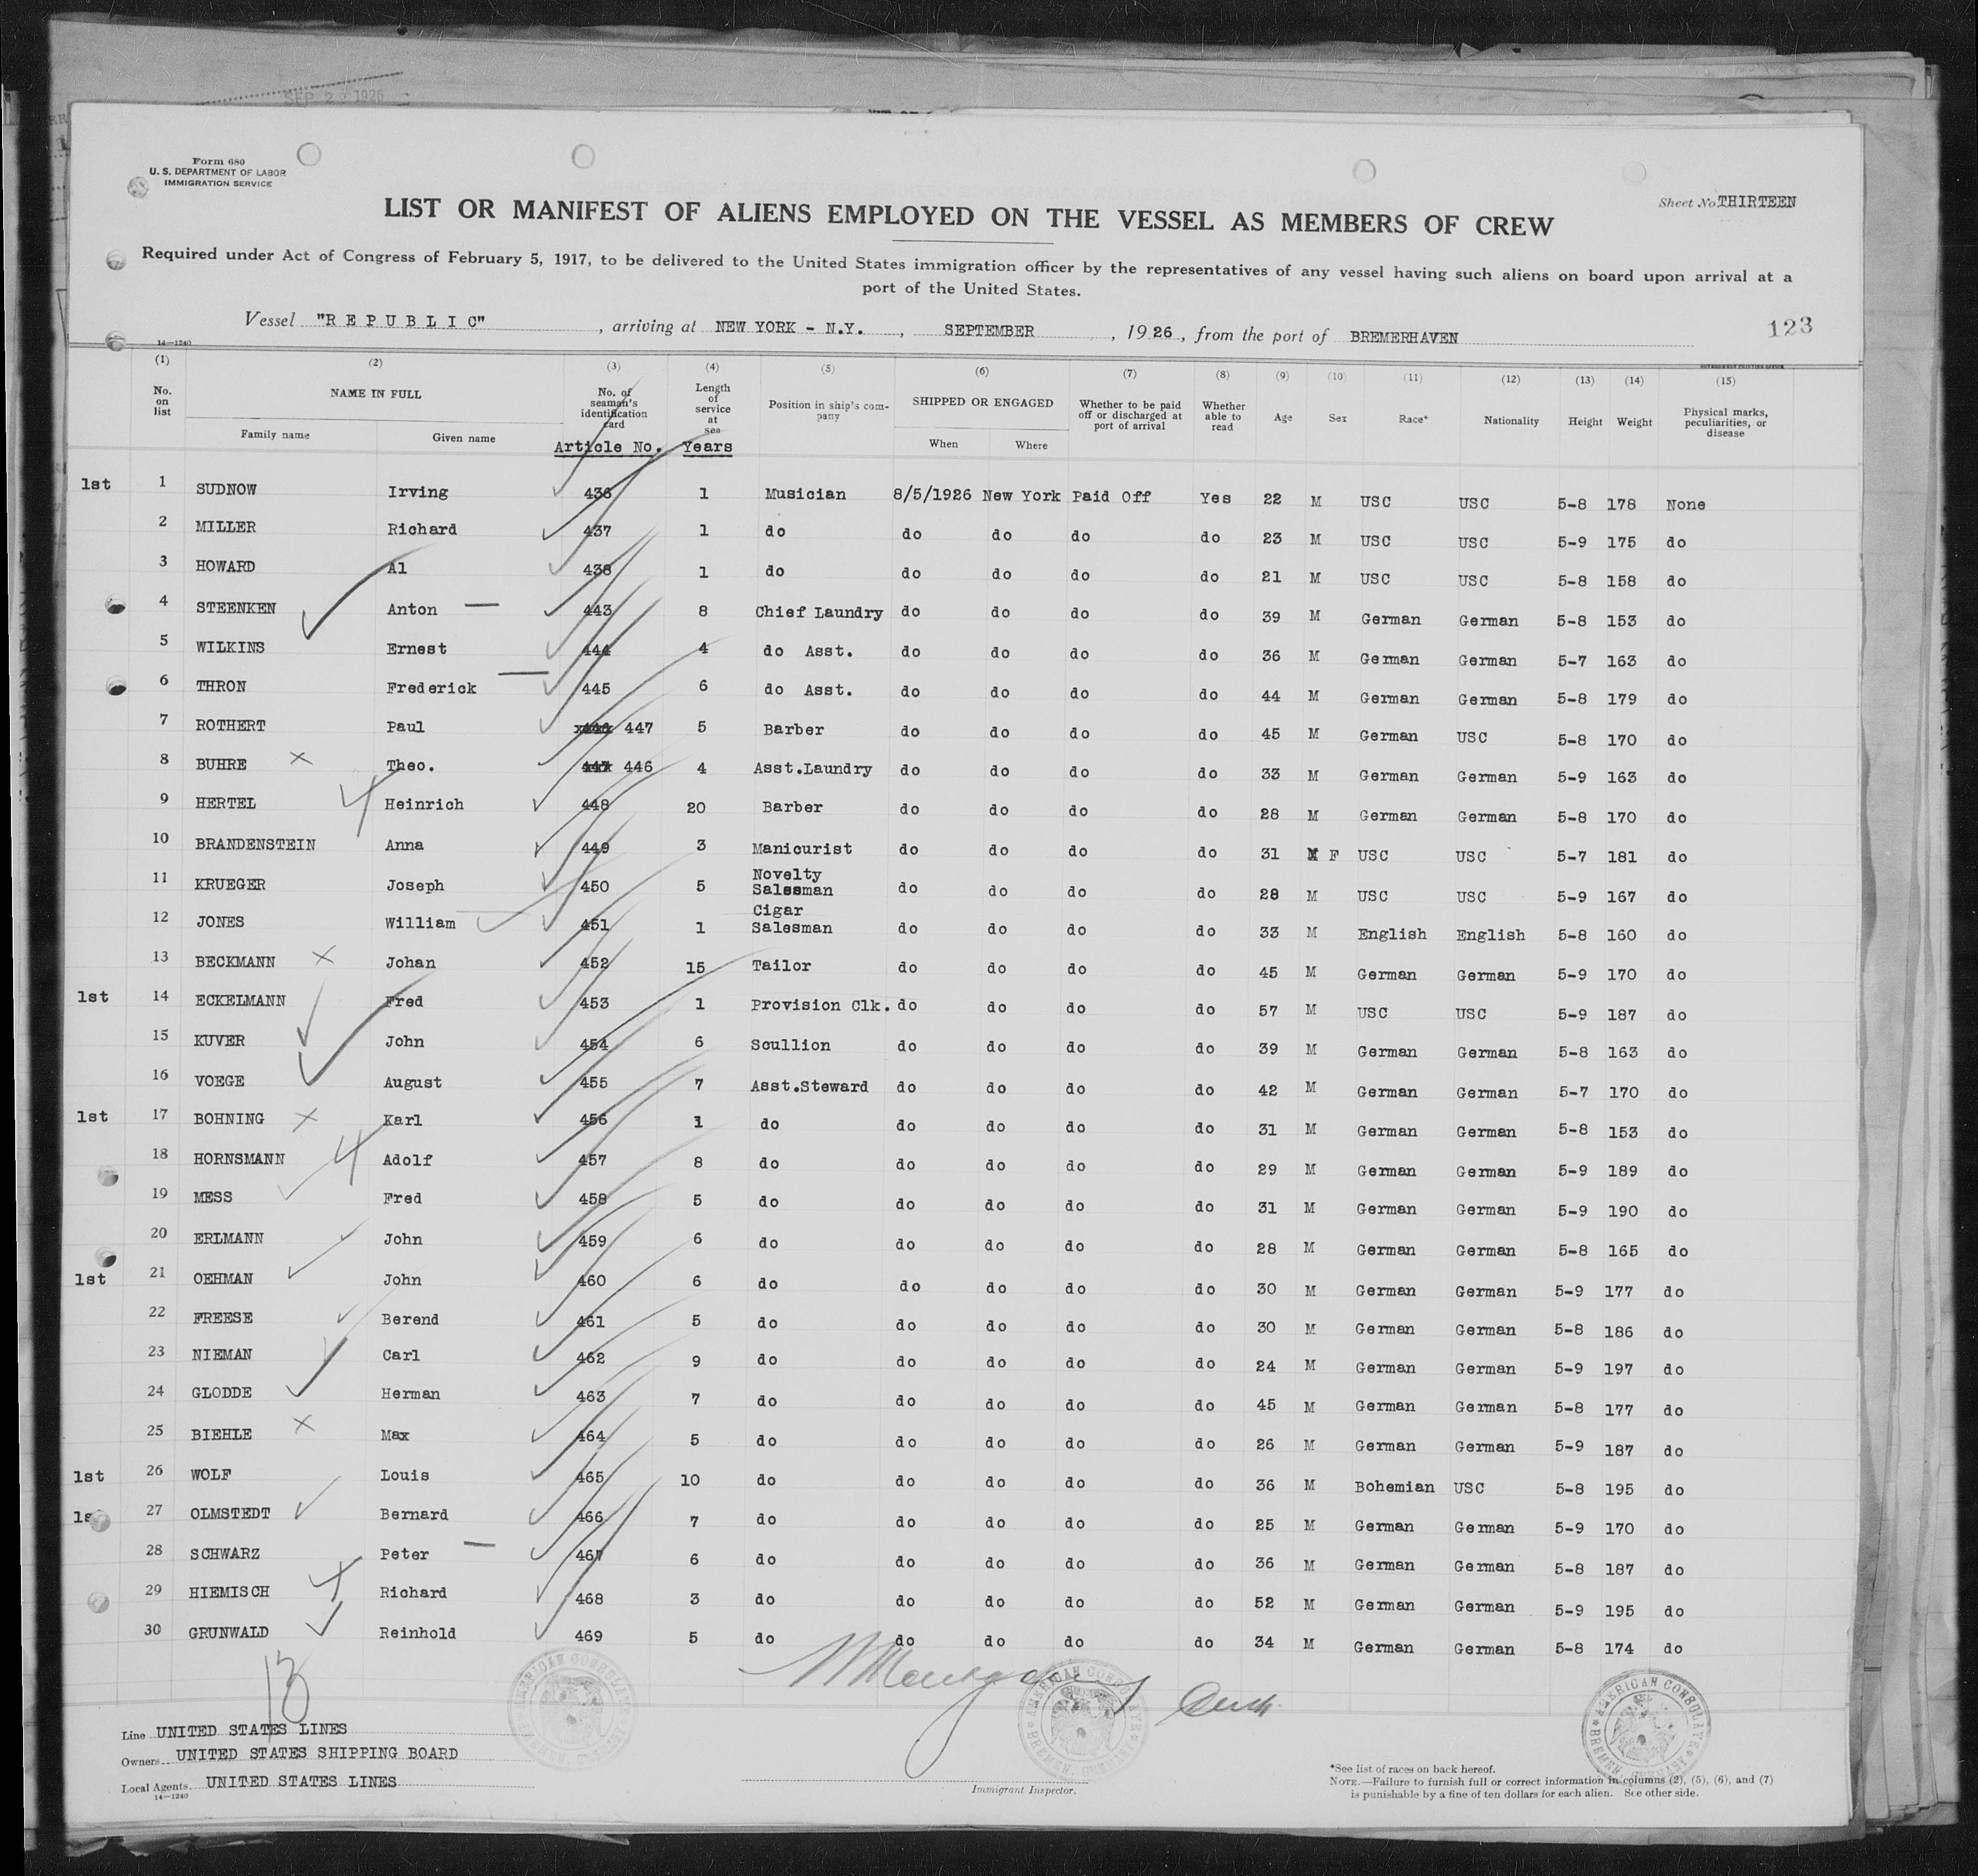 SEP 2 1926
Form 680
U. S. DEPARTMENT OF LABOR
IMMIGRATION SERVICE
Sheet No. THIRTEEN
LIST OR MANIFEST OF ALIENS EMPLOYED ON THE VESSEL AS MEMBERS OF CREW
Required under Act of Congress of February 5, 1917, to be delivered to the United States immigration officer by the representatives of any vessel having such aliens on board upon arrival at a
port of the United States.
Vessel "REPUBLIC", arriving at NEW YORK - N.Y., SEPTEMBER, 1926, from the port of BREMERHAVEN
123
14—1240
(1) (2) (3) (4) (5) (6) (7) (8) (9) (10) (11) (12) (13) (14) (15)
No. on list NAME IN FULL Family name Given name No. of seaman's identification card Article No. Length of service at sea Years Position in ship's company SHIPPED OR ENGAGED When Where Whether to be paid off or discharged at port of arrival Whether able to read Age Sex Race* Nationality Height Weight Physical marks, peculiarities, or disease
1st 1 SUDNOW Irving 436 1 Musician 8/5/1926 New York Paid Off Yes 22 M USC USC 5-8 178 None
2 MILLER Richard 437 1 do do do do do 23 M USC USC 5-9 175 do
3 HOWARD Al 438 1 do do do do do 21 M USC USC 5-8 158 do
4 STEENKEN Anton 443 8 Chief Laundry do do do do 39 M German German 5-8 153 do
5 WILKINS Ernest 444 4 do Asst. do do do do 36 M German German 5-7 163 do
6 THRON Frederick 445 6 do Asst. do do do do 44 M German German 5-8 179 do
7 ROTHERT Paul 446 447 5 Barber do do do do 45 M German USC 5-8 170 do
8 BUHRE Theo. 447 446 4 Asst.Laundry do do do do 33 M German German 5-9 163 do
9 HERTEL Heinrich 448 20 Barber do do do do 28 M German German 5-8 170 do
10 BRANDENSTEIN Anna 449 3 Manicurist do do do do 31 M F USC USC 5-7 181 do
11 KRUEGER Joseph 450 5 Novelty Salesman do do do do 28 M USC USC 5-9 167 do
12 JONES William 451 1 Cigar Salesman do do do do 33 M English English 5-8 160 do
13 BECKMANN Johan 452 15 Tailor do do do do 45 M German German 5-9 170 do
1st 14 ECKELMANN Fred 453 1 Provision Clk. do do do do 57 M USC USC 5-9 187 do
15 KUVER John 454 6 Scullion do do do do 39 M German German 5-8 163 do
16 VOEGE August 455 7 Asst.Steward do do do do 42 M German German 5-7 170 do
1st 17 BOHNING Karl 456 1 do do do do do 31 M German German 5-8 153 do
18 HORNSMANN Adolf 457 8 do do do do do 29 M German German 5-9 189 do
19 MESS Fred 458 5 do do do do do 31 M German German 5-9 190 do
20 ERLMANN John 459 6 do do do do do 28 M German German 5-8 165 do
1st 21 OEHMAN John 460 6 do do do do do 30 M German German 5-9 177 do
22 FREESE Berend 461 5 do do do do do 30 M German German 5-8 186 do
23 NIEMAN Carl 462 9 do do do do do 24 M German German 5-9 197 do
24 GLODDE Herman 463 7 do do do do do 45 M German German 5-8 177 do
25 BIEHLE Max 464 5 do do do do do 26 M German German 5-9 187 do
1st 26 WOLF Louis 465 10 do do do do do 36 M Bohemian USC 5-8 195 do
1s 27 OLMSTEDT Bernard 466 7 do do do do do 25 M German German 5-9 170 do
28 SCHWARZ Peter 467 6 do do do do do 36 M German German 5-8 187 do
29 HIEMISCH Richard 468 3 do do do do do 52 M German German 5-9 195 do
30 GRUNWALD Reinhold 469 5 do do do do do 34 M German German 5-8 174 do
13
AMERICAN CONSULATE BREMEN, GERMANY
AMERICAN CONSULATE BREMEN, GERMANY
AMERICAN CONSULATE BREMEN, GERMANY
Line UNITED STATES LINES
Owners UNITED STATES SHIPPING BOARD
Local Agents UNITED STATES LINES
14—1240
Immigrant Inspector.
*See list of races on back hereof.
NOTE.—Failure to furnish full or correct information in columns (2), (5), (6), and (7)
is punishable by a fine of ten dollars for each alien. See other side.